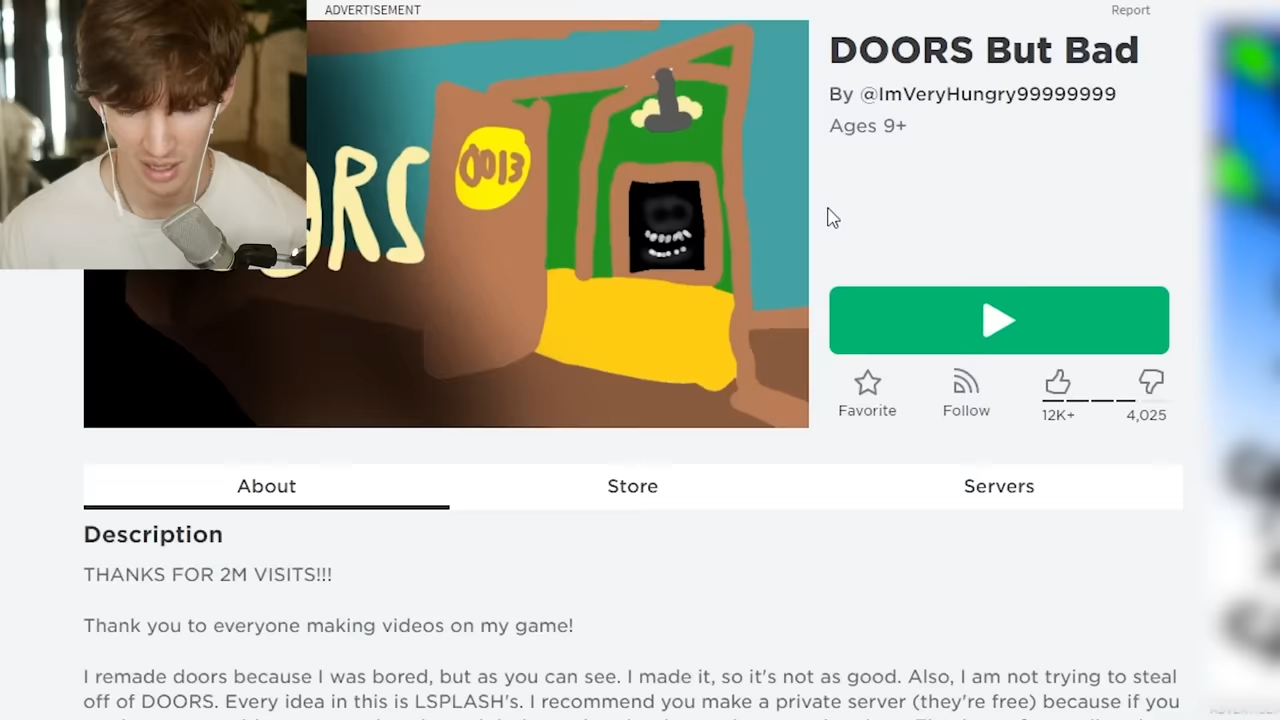 ADVERTISEMENT
Report
DOORS But Bad
By @ImVeryHungry99999999
Ages 9+
ORS
0013
Favorite
Follow
12K+
4,025
About
Store
Servers
Description
THANKS FOR 2M VISITS!!!
Thank you to everyone making videos on my game!
I remade doors because I was bored, but as you can see. I made it, so it's not as good. Also, I am not trying to steal
off of DOORS. Every idea in this is LSPLASH's. I recommend you make a private server (they're free) because if you